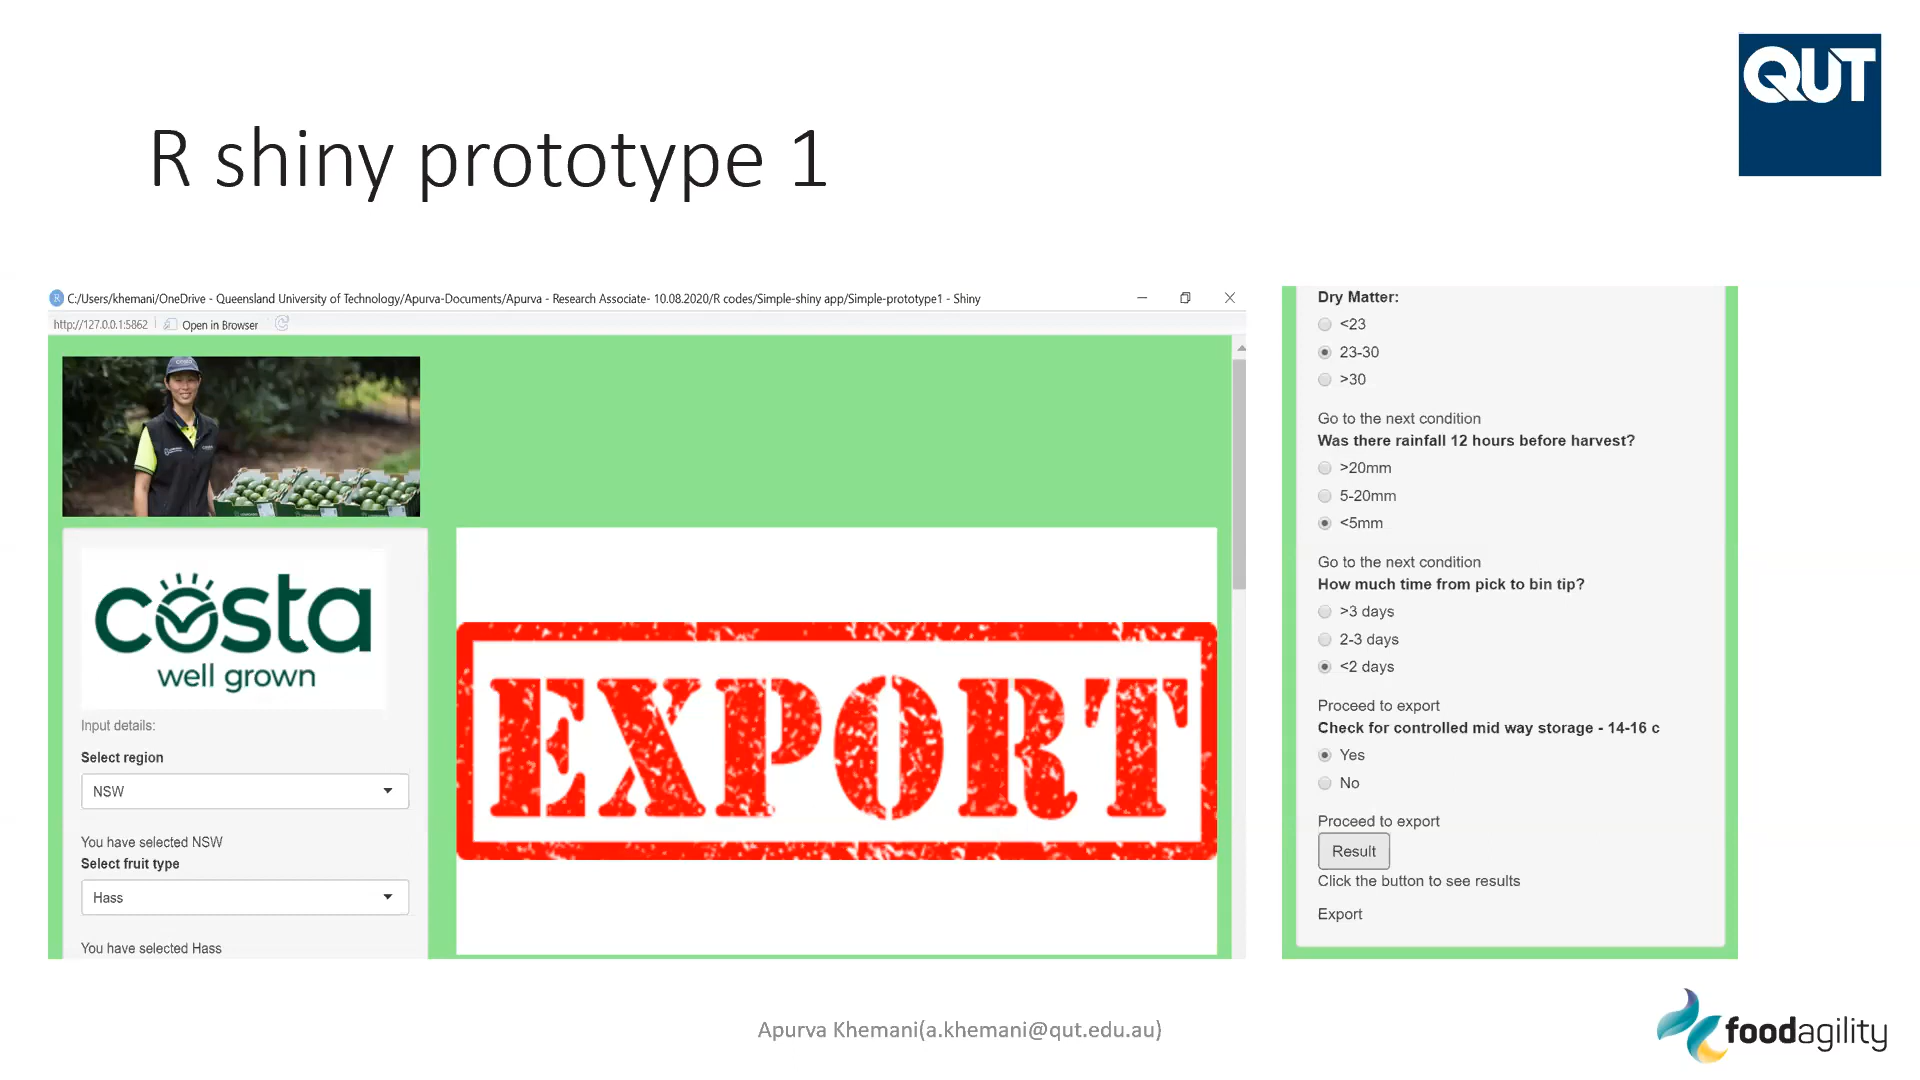 QUT
R shiny prototype 1
C:/Users/khemani/OneDrive - Queensland University of Technology/Apurva-Documents/Apurva - Research Associate- 10.08.2020/R codes/Simple-shiny app/Simple-prototype1 - Shiny
http://127.0.0.1:5862
Open in Browser
costa
well grown
Input details:
Select region
NSW
You have selected NSW
Select fruit type
Hass
You have selected Hass
EXPORT
Dry Matter:
<23
23-30
>30
Go to the next condition
Was there rainfall 12 hours before harvest?
>20mm
5-20mm
<5mm
Go to the next condition
How much time from pick to bin tip?
>3 days
2-3 days
<2 days
Proceed to export
Check for controlled mid way storage - 14-16 c
Yes
No
Proceed to export
Result
Click the button to see results
Export
Apurva Khemani(a.khemani@qut.edu.au)
foodagility